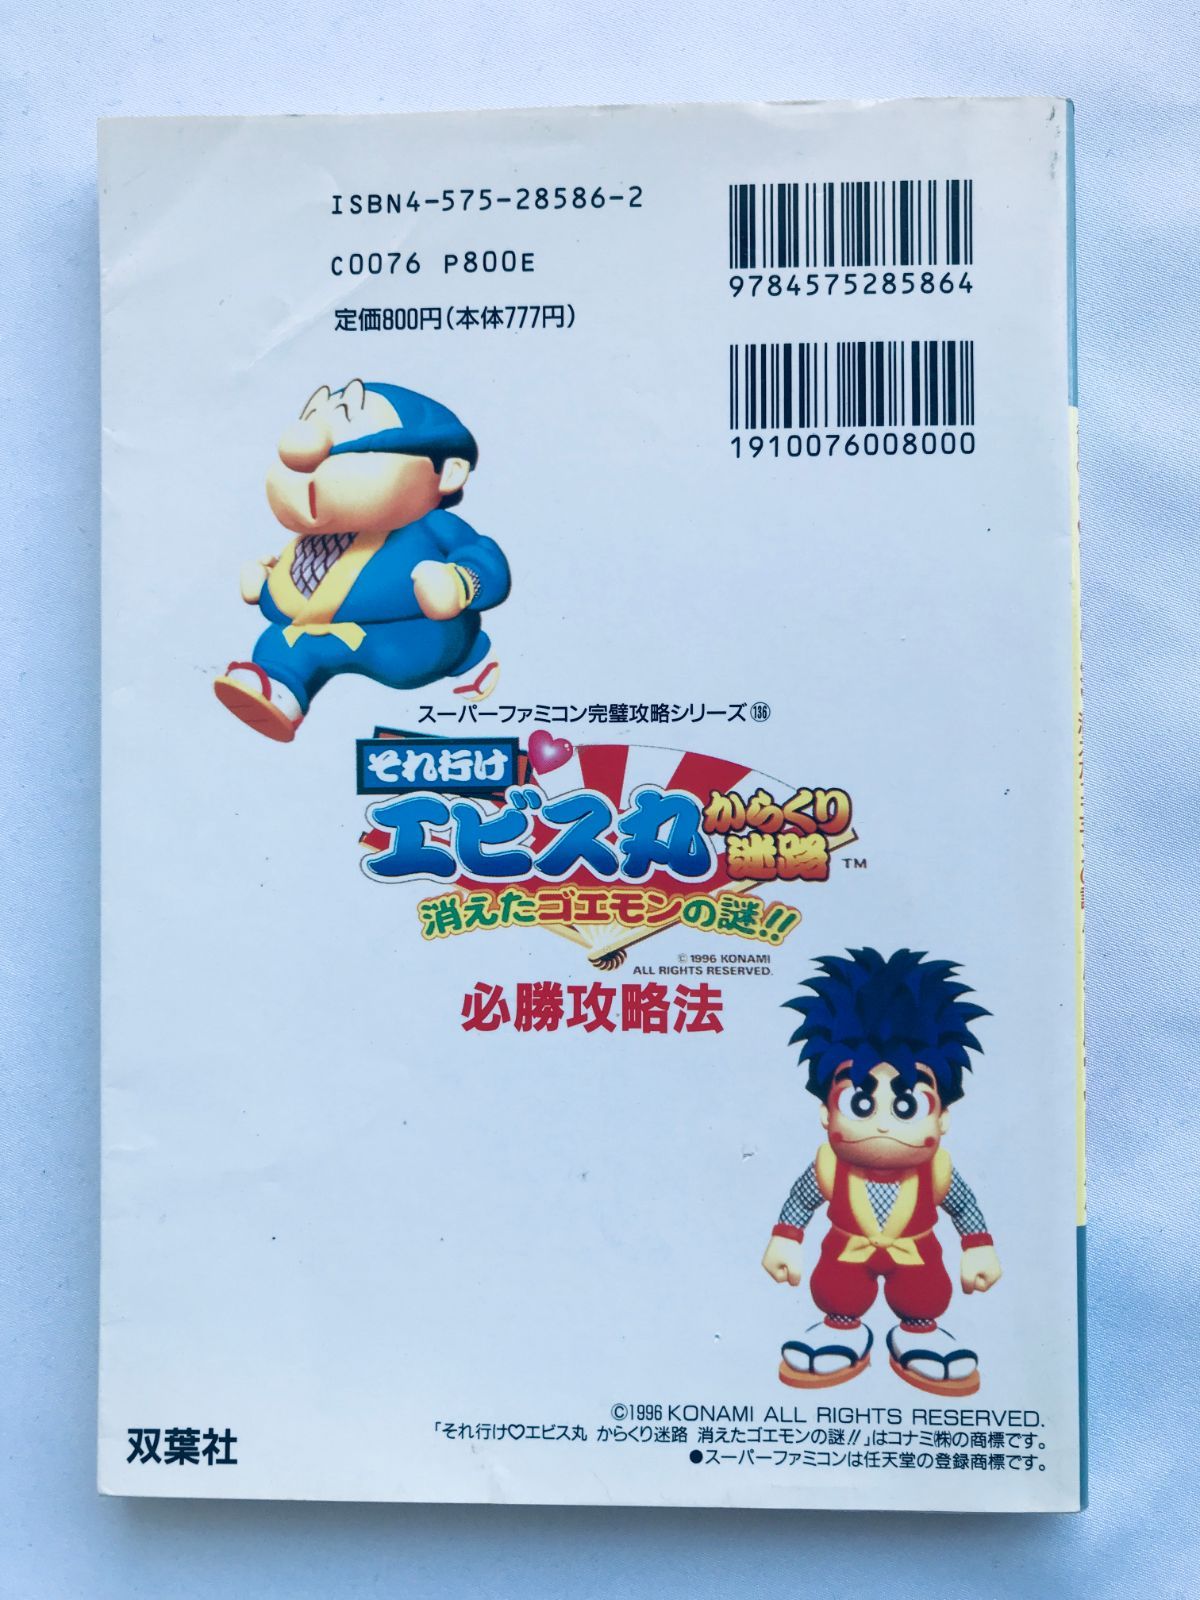 ISBN4-575-28586-2
C0076 P800E
定価800円(本体777円)
9784575285864
1910076008000
スーパーファミコン完璧攻略シリーズ136
それ行け
エビス丸からくり
迷路™
消えたゴエモンの謎!!
©1996 KONAMI
ALL RIGHTS RESERVED.
必勝攻略法
©1996 KONAMI ALL RIGHTS RESERVED.
「それ行け♡エビス丸 からくり迷路 消えたゴエモンの謎!!」はコナミ㈱の商標です。
●スーパーファミコンは任天堂の登録商標です。
双葉社